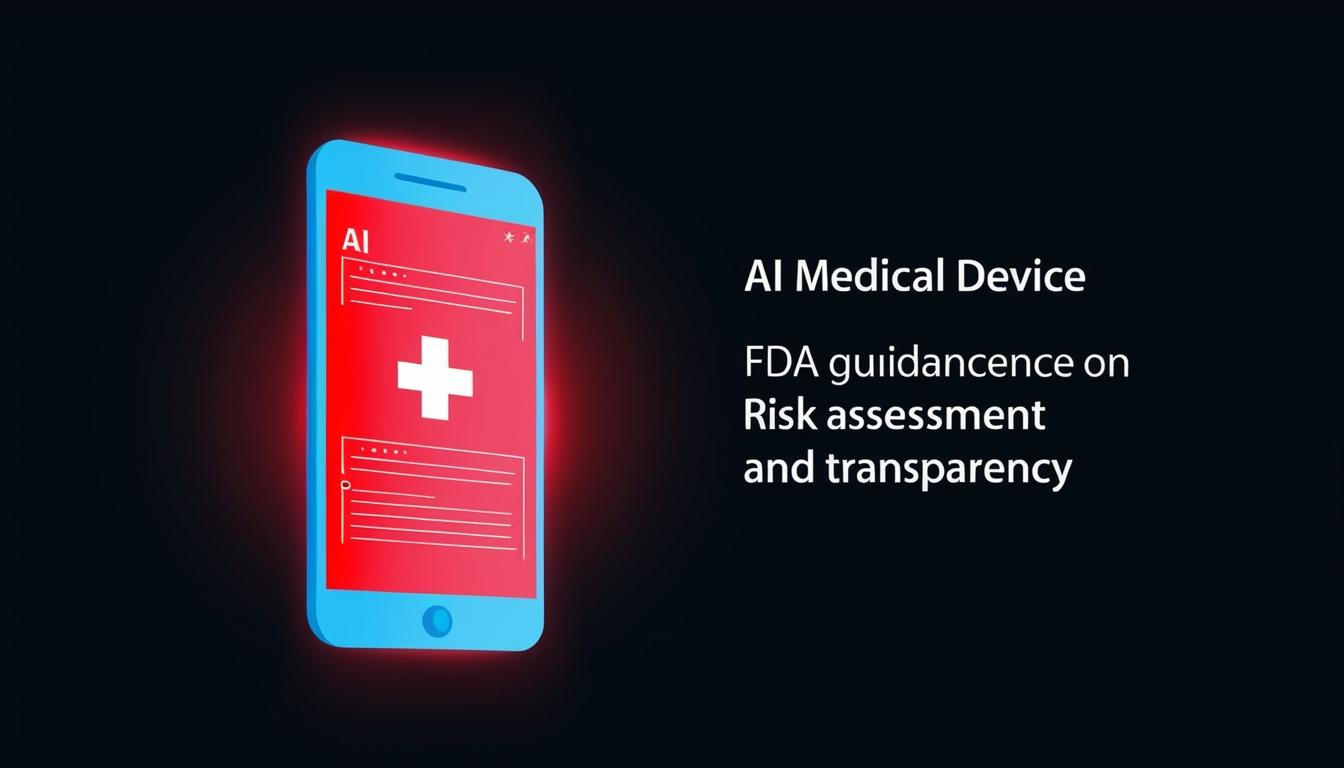 AI
AI Medical Device
FDA guiidancence on
Risk assessment
and transparency